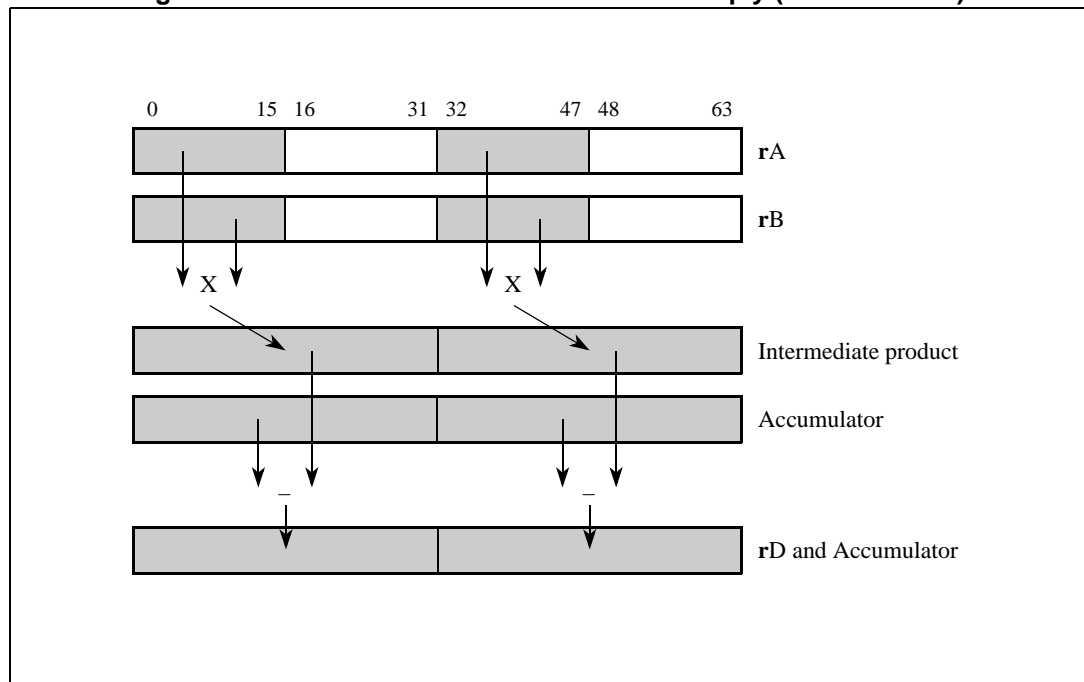 0 15 16 31 32 47 48 63
rA
rB
X X
Intermediate product
Accumulator
– –
rD and Accumulator